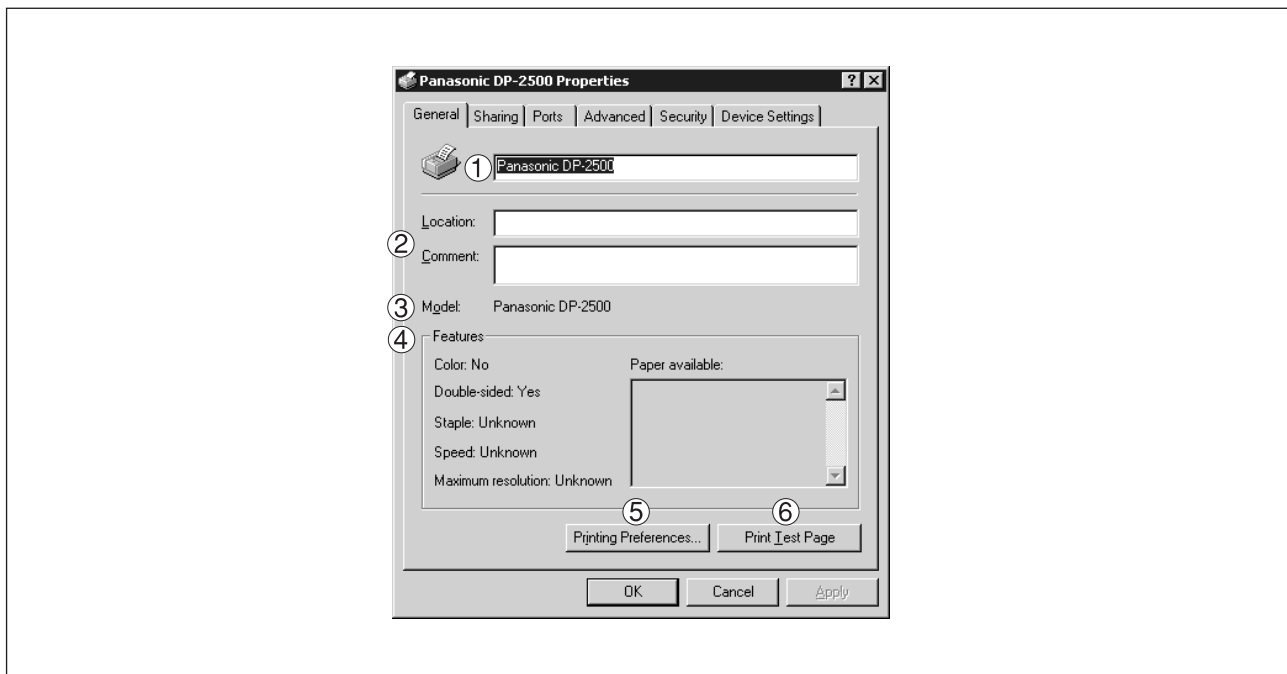 Panasonic DP-2500 Properties
General Sharing Ports Advanced Security Device Settings
① Panasonic DP-2500
Location:
②
Comment:
③ Model: Panasonic DP-2500
④ Features
Color: No Paper available:
Double-sided: Yes
Staple: Unknown
Speed: Unknown
Maximum resolution: Unknown
⑤ ⑥
Printing Preferences... Print Test Page
OK Cancel Apply